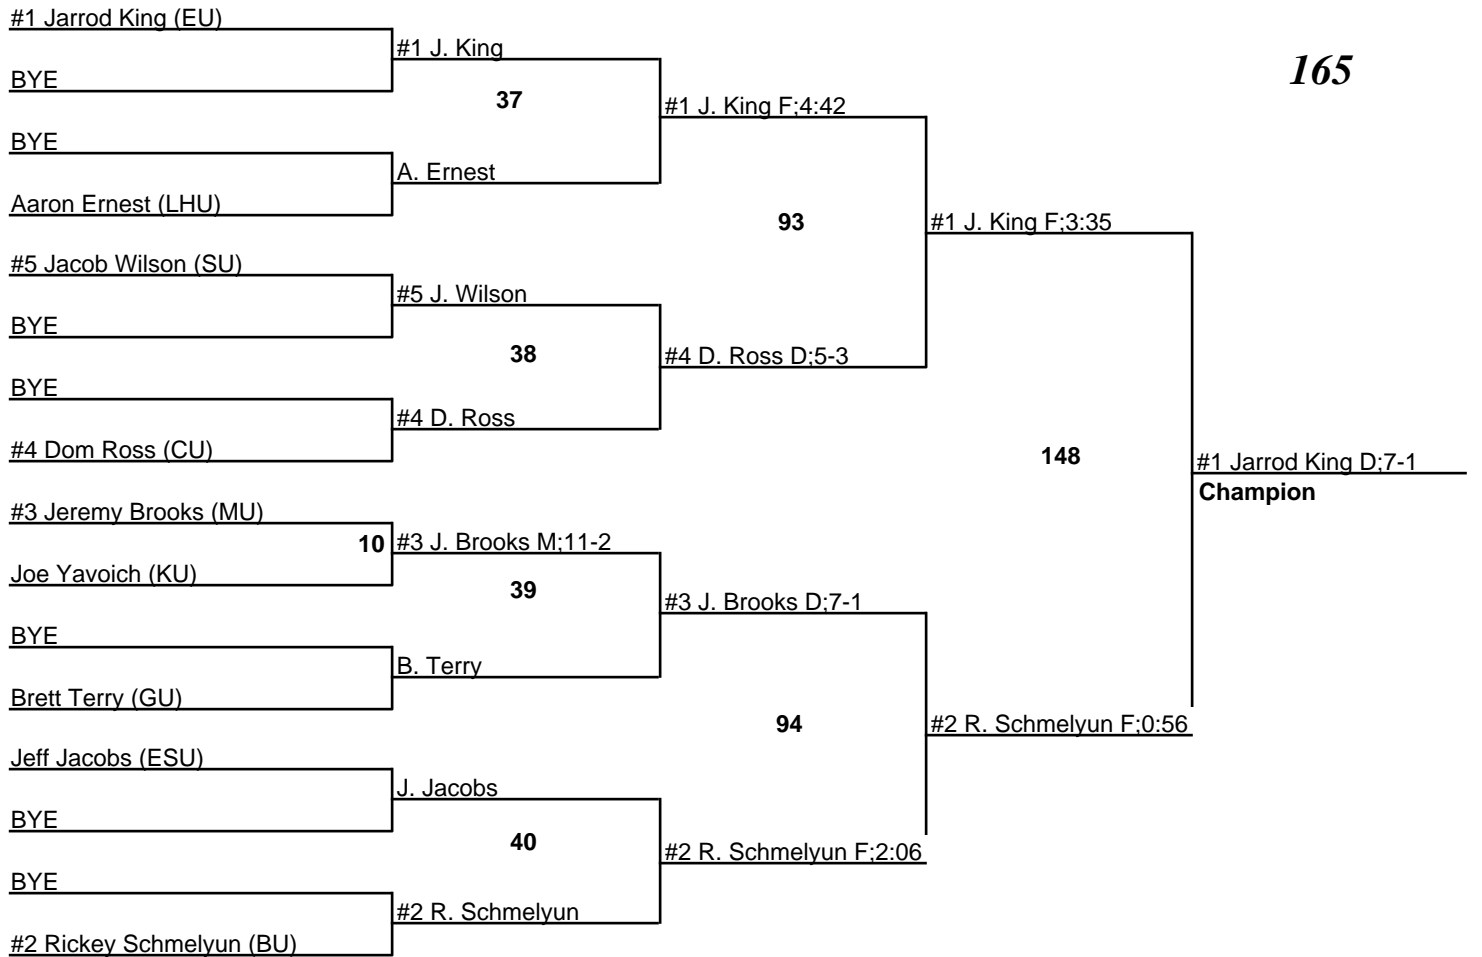 #1 Jarrod King (EU)
BYE
BYE
Aaron Ernest (LHU)
#5 Jacob Wilson (SU)
BYE
BYE
#4 Dom Ross (CU)
#3 Jeremy Brooks (MU)
Joe Yavoich (KU)
BYE
Brett Terry (GU)
Jeff Jacobs (ESU)
BYE
BYE
#2 Rickey Schmelyun (BU)
#1 J. King
37
A. Ernest
#5 J. Wilson
38
#4 D. Ross
10
#3 J. Brooks M;11-2
39
B. Terry
J. Jacobs
40
#2 R. Schmelyun
#1 J. King F;4:42
93
#4 D. Ross D;5-3
#3 J. Brooks D;7-1
94
#2 R. Schmelyun F;2:06
#1 J. King F;3:35
148
#2 R. Schmelyun F;0:56
165
#1 Jarrod King D;7-1
Champion